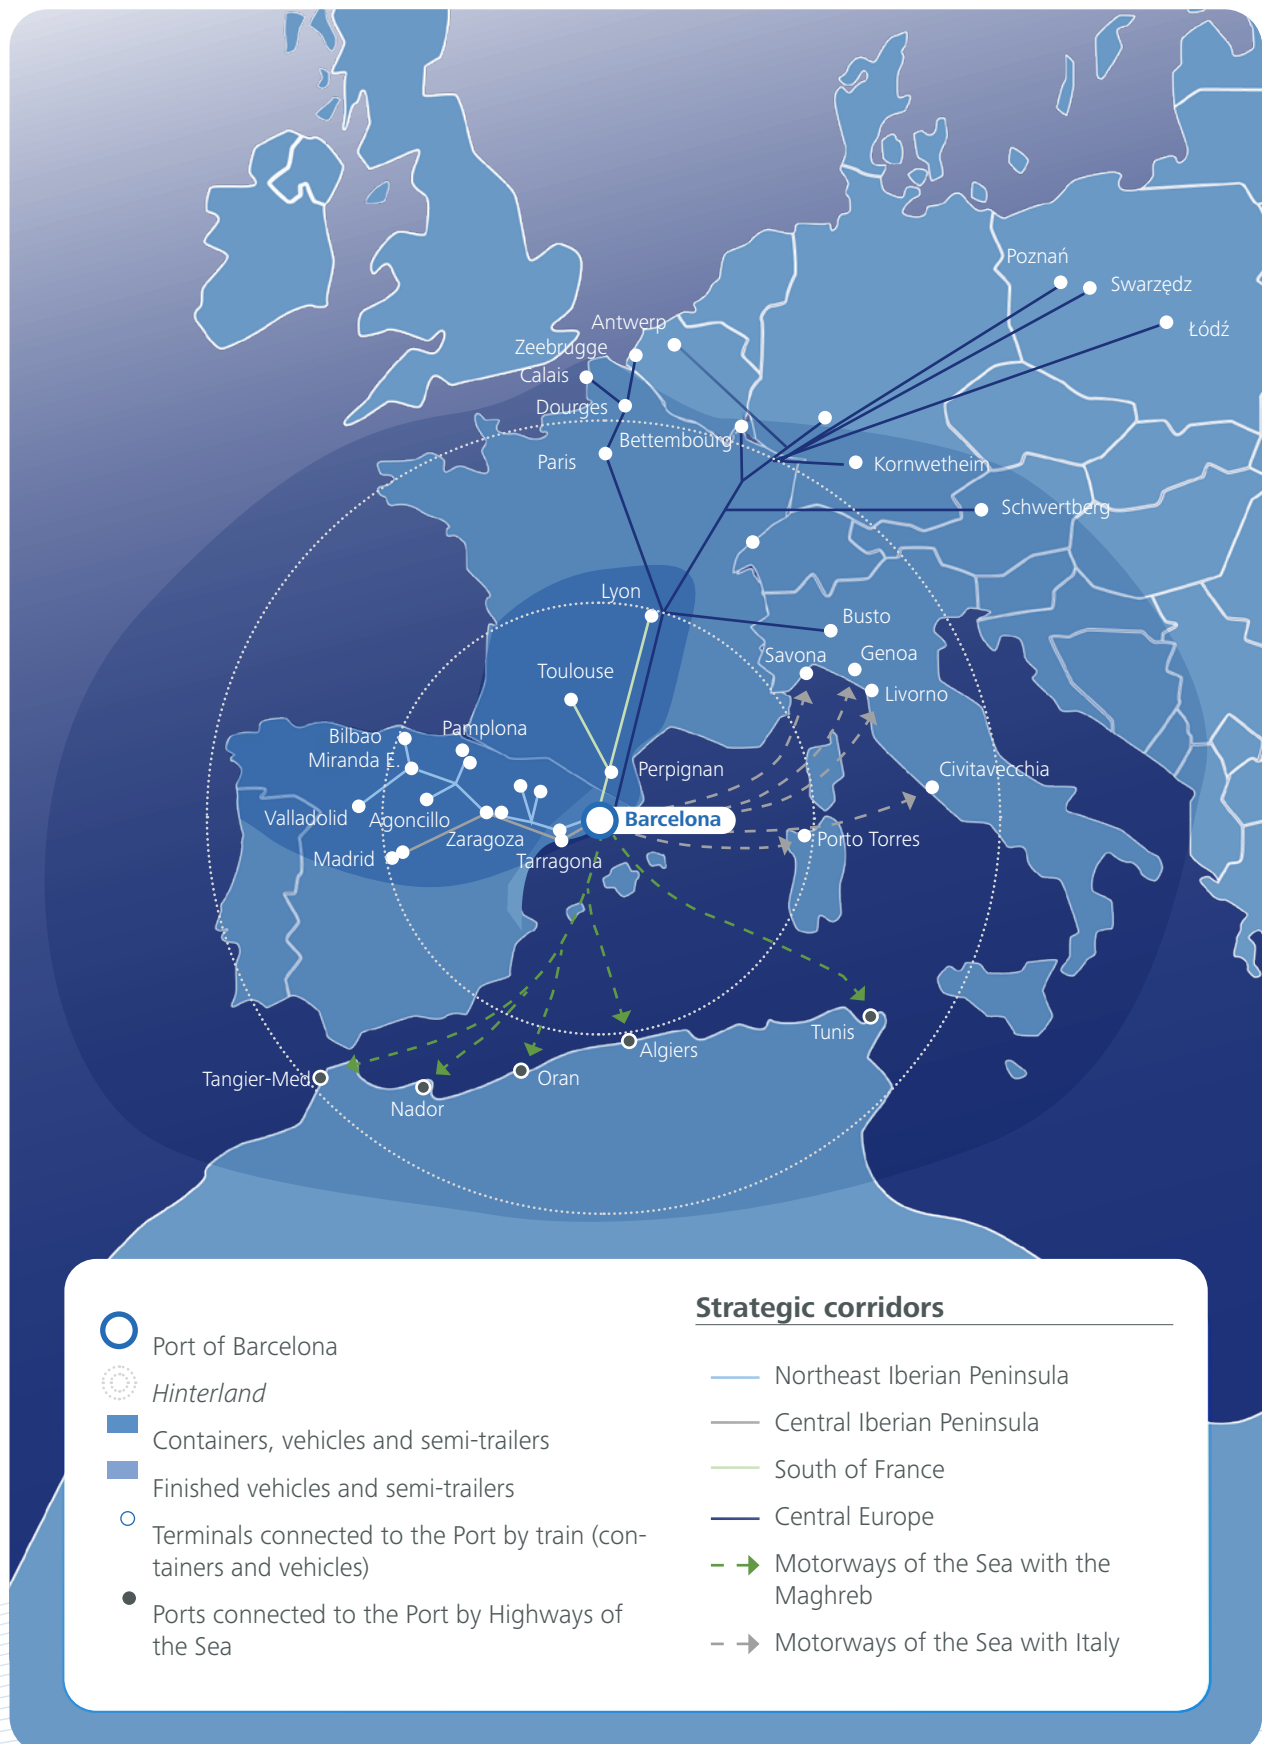 Poznań
Swarzędz
Łódź
Antwerp
Zeebrugge
Calais
Dourges
Bettembourg
Paris
Kornwetheim
Schwertberg
Lyon
Busto
Savona
Genoa
Livorno
Toulouse
Pamplona
Bilbao
Miranda E.
Perpignan
Civitavecchia
Valladolid
Agoncillo
Barcelona
Zaragoza
Porto Torres
Madrid
Tarragona
Tunis
Algiers
Tangier-Med
Oran
Nador
Port of Barcelona
Hinterland
Containers, vehicles and semi-trailers
Finished vehicles and semi-trailers
Terminals connected to the Port by train (con-
tainers and vehicles)
Ports connected to the Port by Highways of
the Sea
Strategic corridors
Northeast Iberian Peninsula
Central Iberian Peninsula
South of France
Central Europe
Motorways of the Sea with the
Maghreb
Motorways of the Sea with Italy